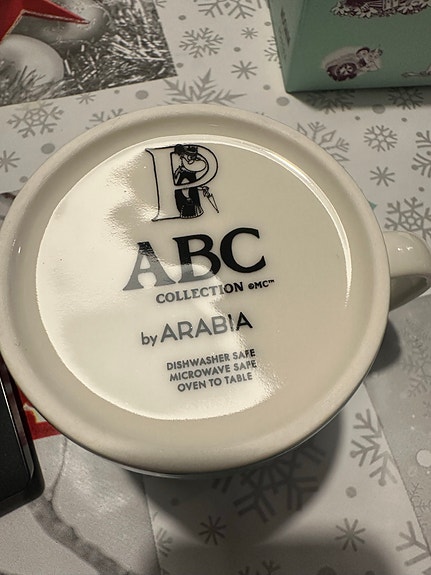 P
ABC
COLLECTION ©MC™
by ARABIA
DISHWASHER SAFE
MICROWAVE SAFE
OVEN TO TABLE